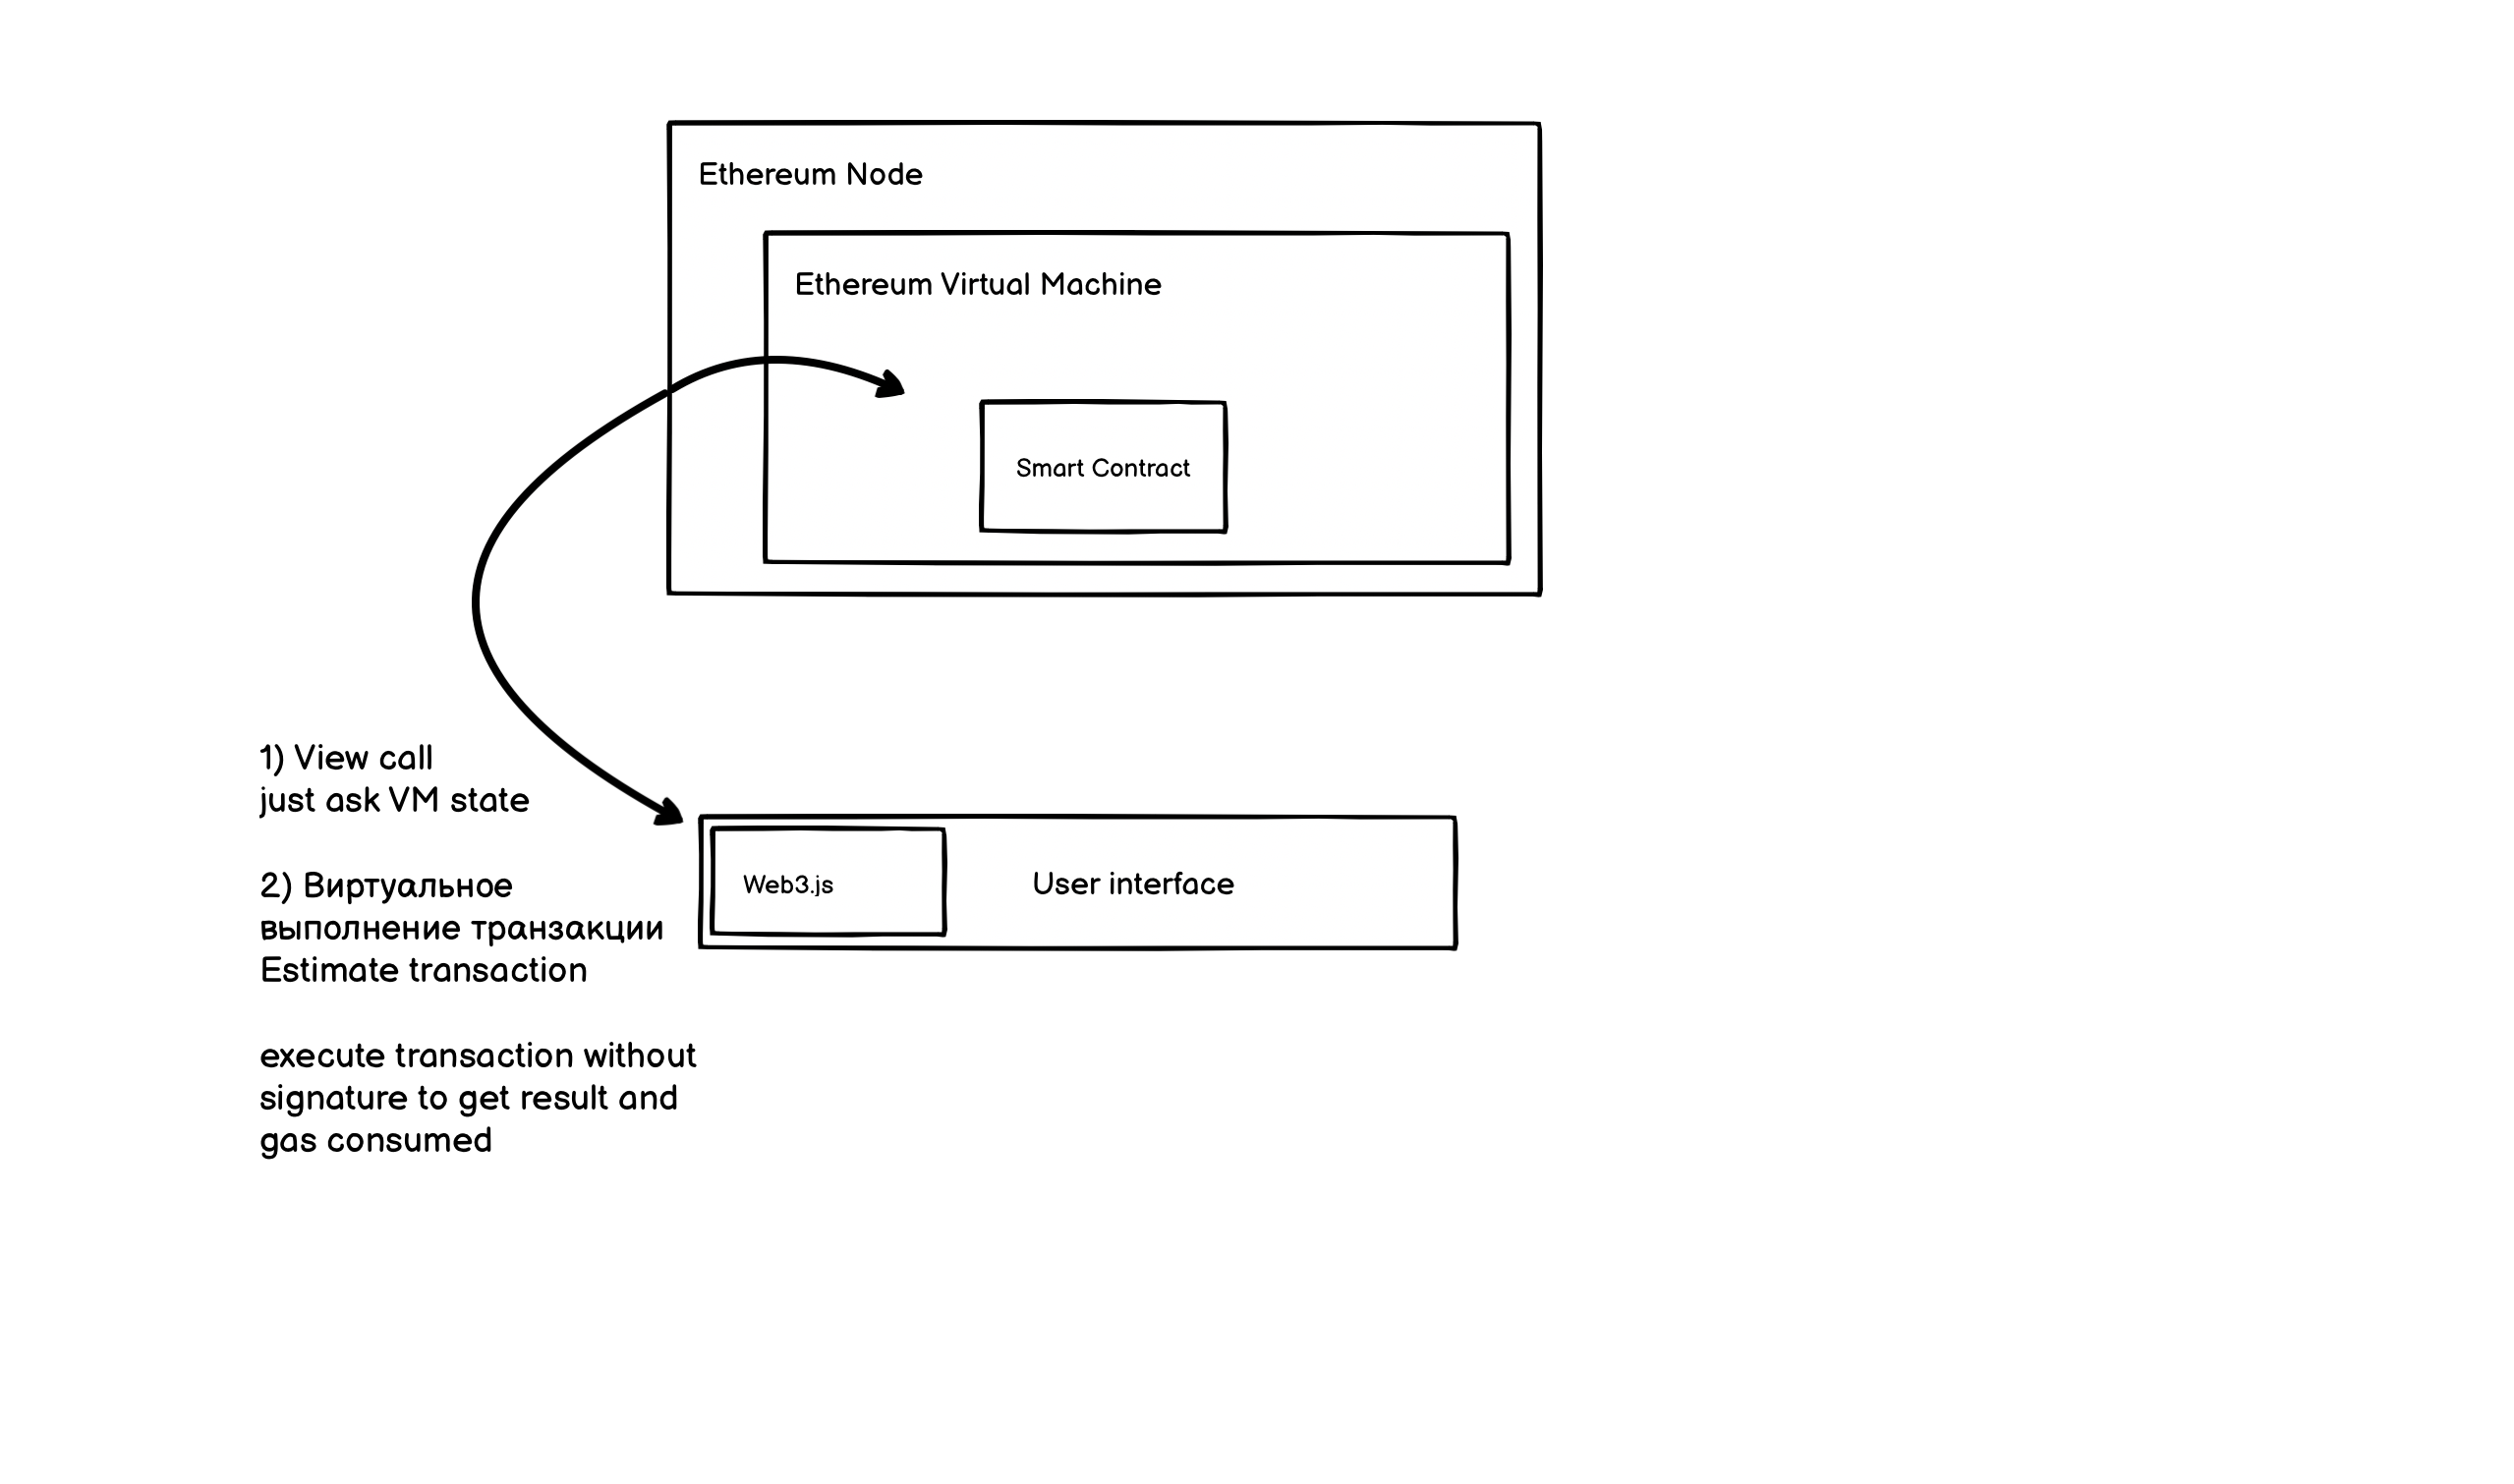 Ethereum Node
Ethereum Virtual Machine
Smart Contract
1) View call
just ask VM state
2) Виртуальное
выполнение транзакции
Estimate transaction
execute transaction without
signature to get result and
gas consumed
Web3.js
User interface